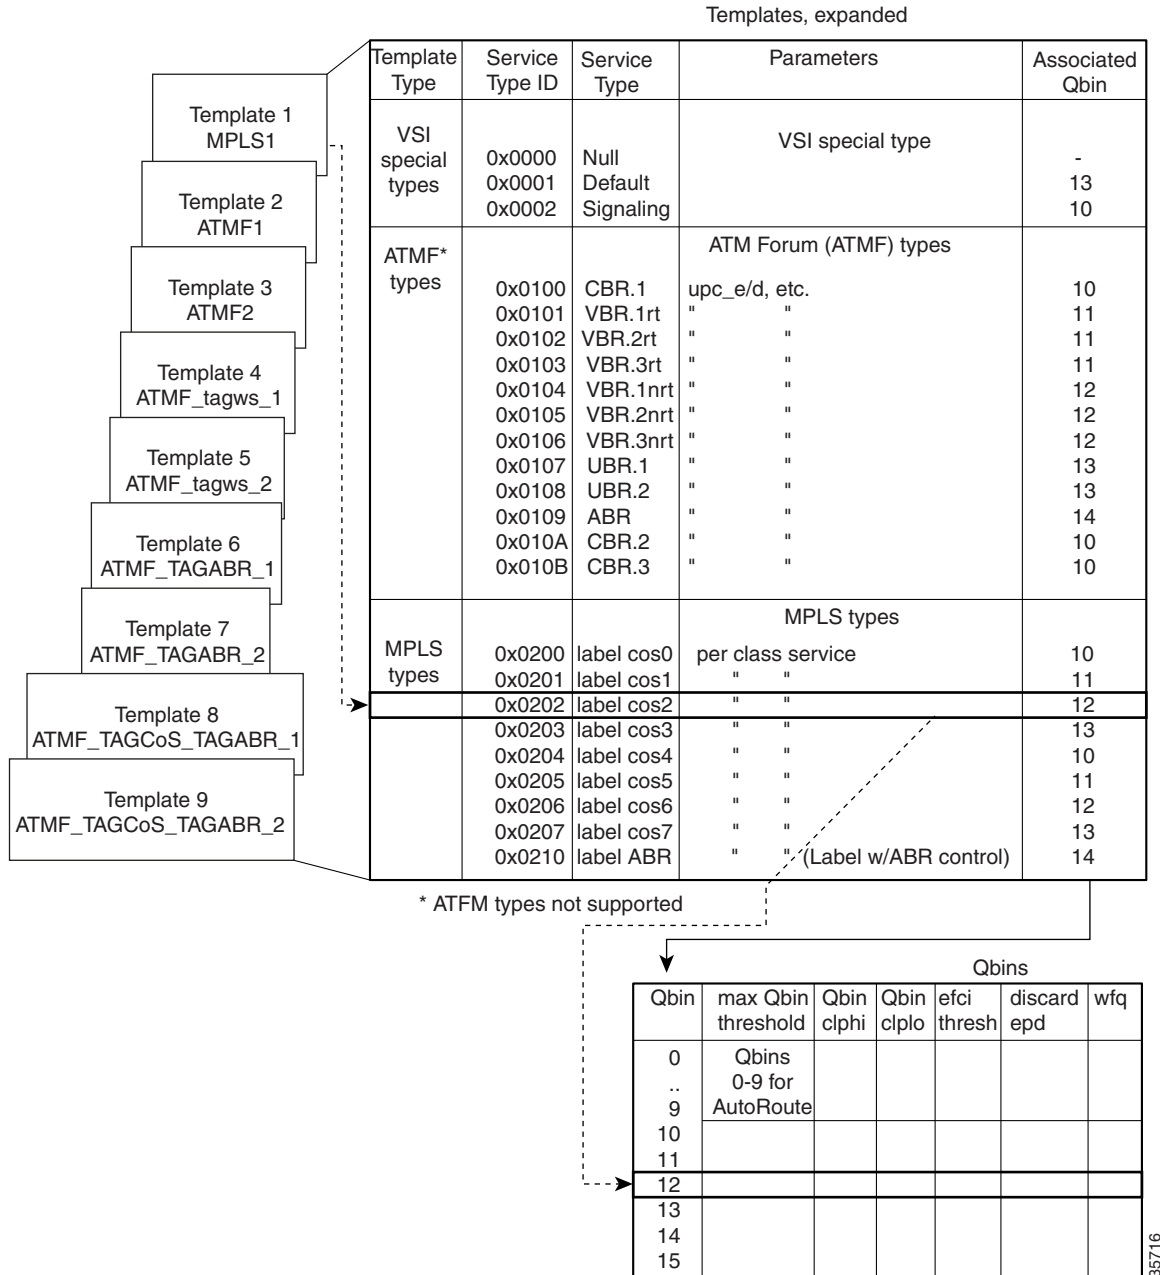 Templates, expanded
Template 1
MPLS1
Template 2
ATMF1
Template 3
ATMF2
Template 4
ATMF_tagws_1
Template 5
ATMF_tagws_2
Template 6
ATMF_TAGABR_1
Template 7
ATMF_TAGABR_2
Template 8
ATMF_TAGCoS_TAGABR_1
Template 9
ATMF_TAGCoS_TAGABR_2
Template Service Service Parameters Associated
Type Type ID Type Qbin
VSI special types
VSI special type
0x0000 Null -
0x0001 Default 13
0x0002 Signaling 10
ATMF* types
ATM Forum (ATMF) types
0x0100 CBR.1 upc_e/d, etc. 10
0x0101 VBR.1rt " " 11
0x0102 VBR.2rt " " 11
0x0103 VBR.3rt " " 11
0x0104 VBR.1nrt " " 12
0x0105 VBR.2nrt " " 12
0x0106 VBR.3nrt " " 12
0x0107 UBR.1 " " 13
0x0108 UBR.2 " " 13
0x0109 ABR " " 14
0x010A CBR.2 " " 10
0x010B CBR.3 " " 10
MPLS types
MPLS types
0x0200 label cos0 per class service 10
0x0201 label cos1 " " 11
0x0202 label cos2 " " 12
0x0203 label cos3 " " 13
0x0204 label cos4 " " 10
0x0205 label cos5 " " 11
0x0206 label cos6 " " 12
0x0207 label cos7 " " 13
0x0210 label ABR " " (Label w/ABR control) 14
* ATFM types not supported
Qbins
Qbin max Qbin Qbin Qbin efci discard wfq
threshold clphi clplo thresh epd
0 Qbins
.. 0-9 for
9 AutoRoute
10
11
12
13
14
15
35716